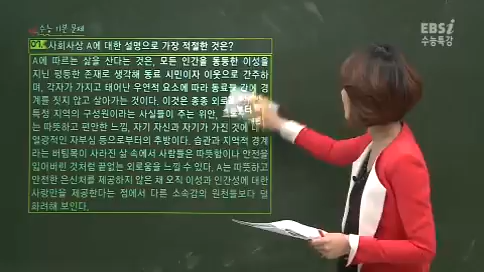 수능 기본 문제
EBSi
수능특강
01. 사회사상 A에 대한 설명으로 가장 적절한 것은?
A에 따르는 삶을 산다는 것은, 모든 인간을 동등한 이성을
지닌 평등한 존재로 생각해 동료 시민이자 이웃으로 간주하
며, 각자가 가지고 태어난 우연적 요소에 따라 동료들 간에 경
계를 짓지 않고 살아가는 것이다. 이것은 종종 외로
특정 지역의 구성원이라는 사실들이 주는 위안,
는 따뜻하고 편안한 느낌, 자기 자신과 자기가 가진 것에
열광적인 자부심 등으로부터의 추방이다. 습관과 지역적 경계
라는 버팀목이 사라진 삶 속에서 사람들은 따뜻함이나 안전을
잃어버린 것처럼 끝없는 외로움을 느낄 수 있다. A는 따뜻하고
안전한 은신처를 제공하지 않은 채 오직 이성과 인간성에 대한
사랑만을 제공한다는 점에서 다른 소속감의 원천들보다 덜
화려해 보인다.